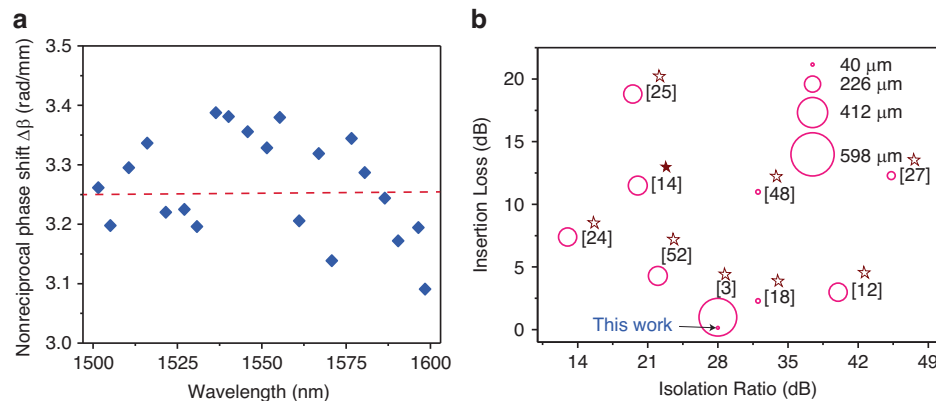 a
3.5
3.4
3.3
3.2
3.1
3.0
1500 1525 1550 1575 1600
Wavelength (nm)
Nonreciprocal phase shift Δβ (rad/mm)
b
20
15
10
5
0
14 21 28 35 42 49
Isolation Ratio (dB)
Insertion Loss (dB)
40 μm
226 μm
412 μm
598 μm
[25]
[27]
[14]
[48]
[24]
[52]
[3]
[18]
[12]
This work